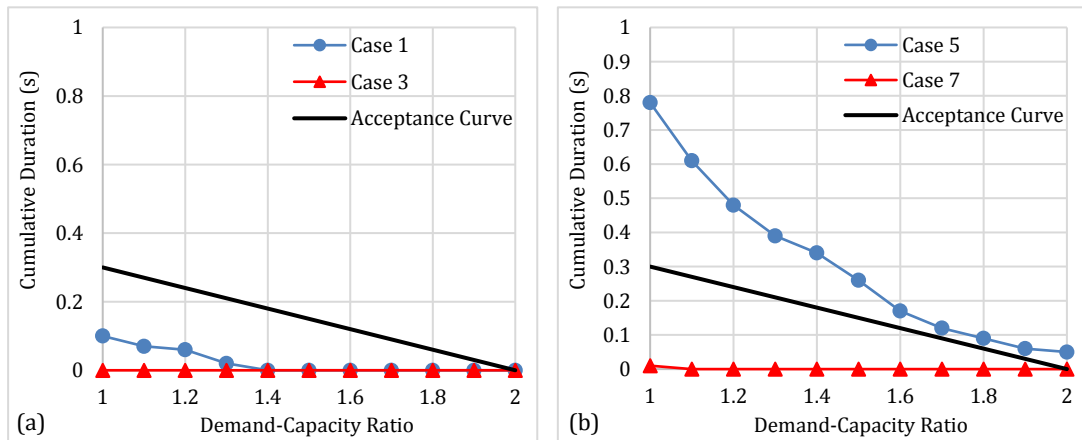 1
0.8
0.6
0.4
0.2
0
1
1.2
1.4
1.6
1.8
2
Cumulative Duration (s)
Demand-Capacity Ratio
Case 1
Case 3
Acceptance Curve
(a)
1
0.9
0.8
0.7
0.6
0.5
0.4
0.3
0.2
0.1
0
1
1.2
1.4
1.6
1.8
2
Cumulative Duration (s)
Demand-Capacity Ratio
Case 5
Case 7
Acceptance Curve
(b)